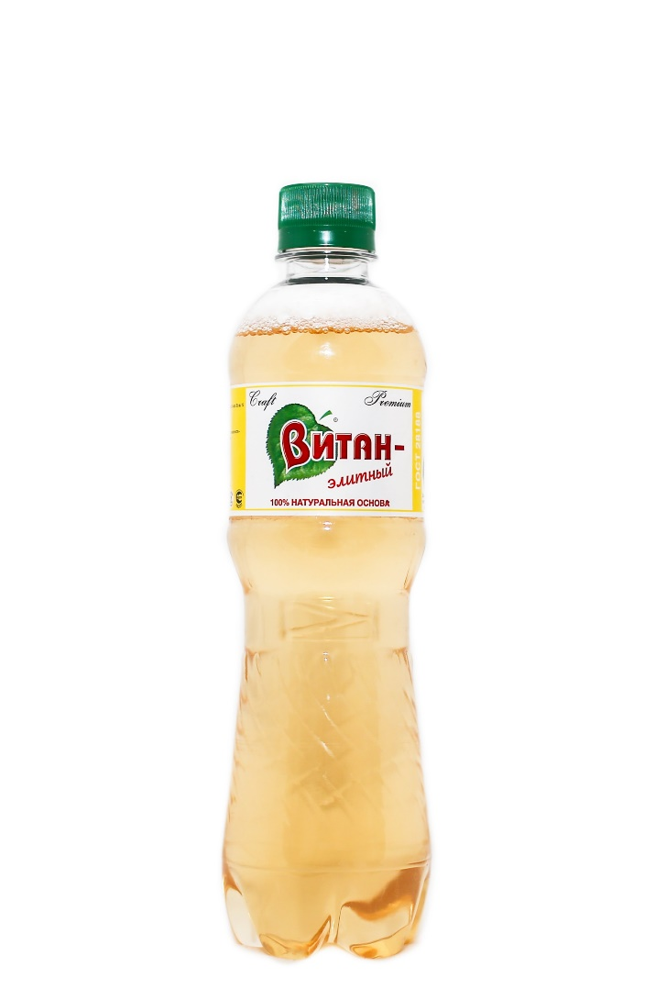 Craft Premium
®
Витан-
элитный
100% НАТУРАЛЬНАЯ ОСНОВА
ГОСТ 28188